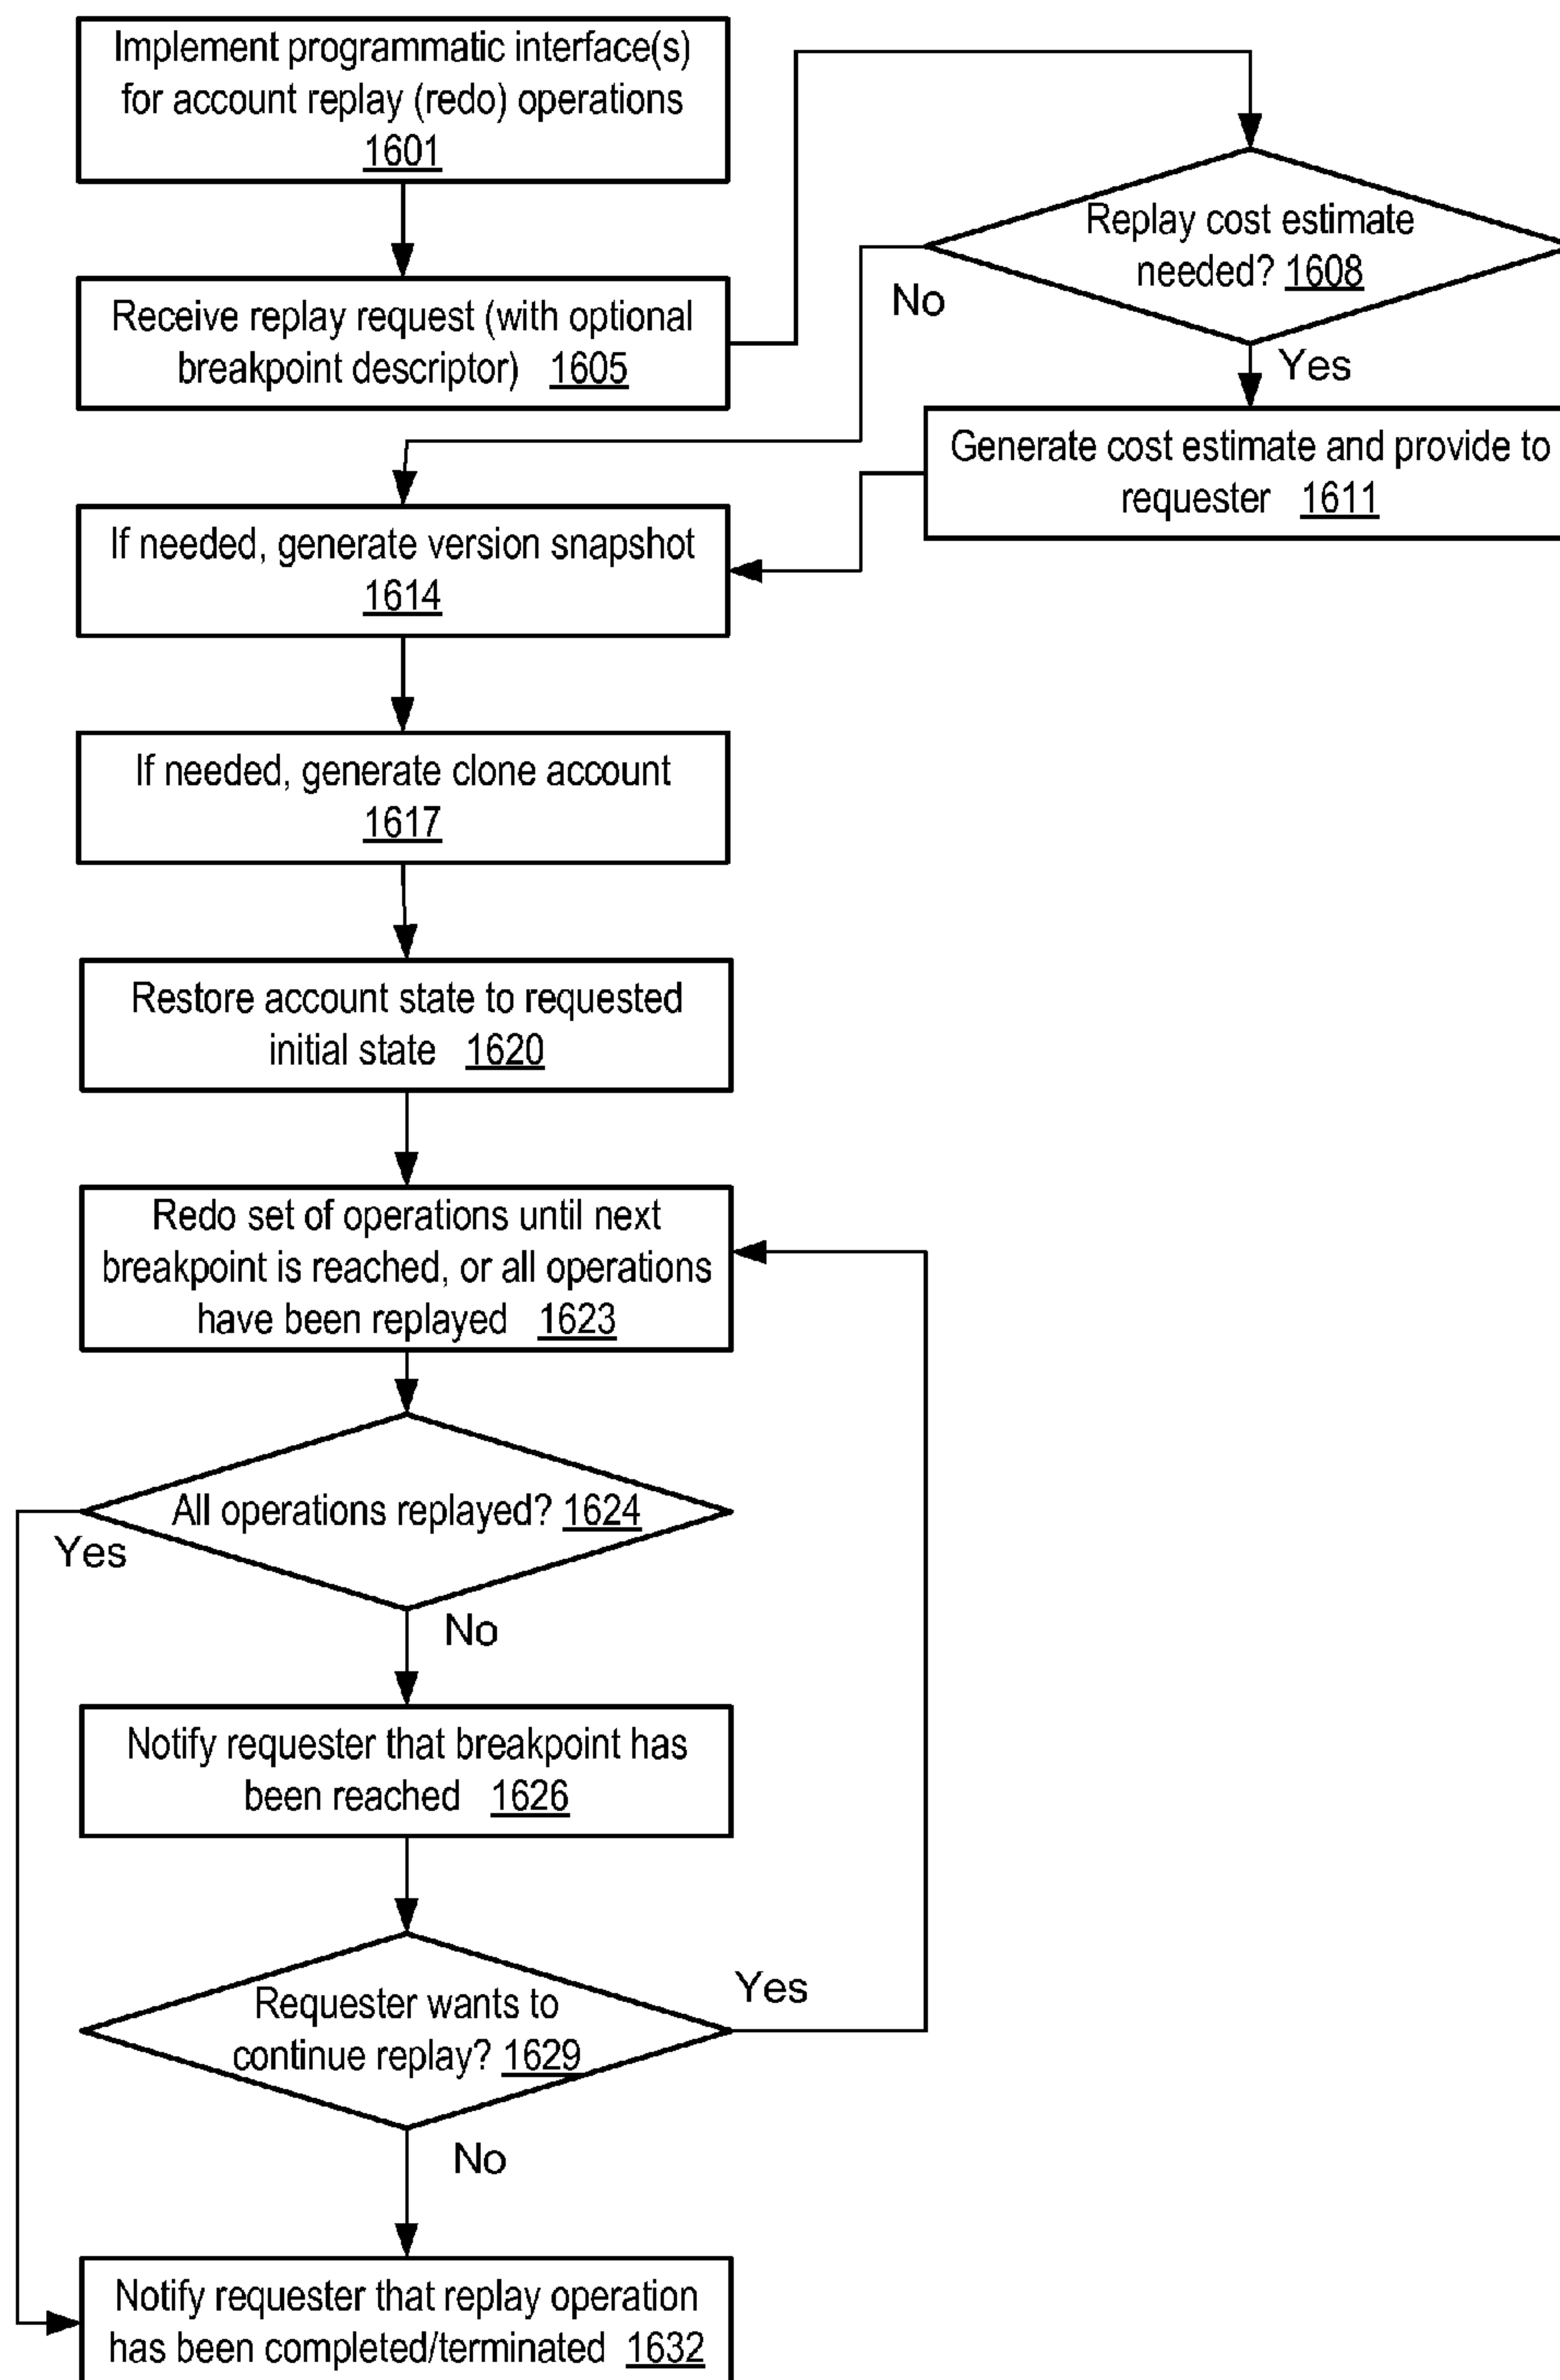 Implement programmatic interface(s)
for account replay (redo) operations
1601
Receive replay request (with optional
breakpoint descriptor) 1605
Replay cost estimate
needed? 1608
No
Yes
Generate cost estimate and provide to
requester 1611
If needed, generate version snapshot
1614
If needed, generate clone account
1617
Restore account state to requested
initial state 1620
Redo set of operations until next
breakpoint is reached, or all operations
have been replayed 1623
All operations replayed? 1624
Yes
No
Notify requester that breakpoint has
been reached 1626
Requester wants to
continue replay? 1629
Yes
No
Notify requester that replay operation
has been completed/terminated 1632